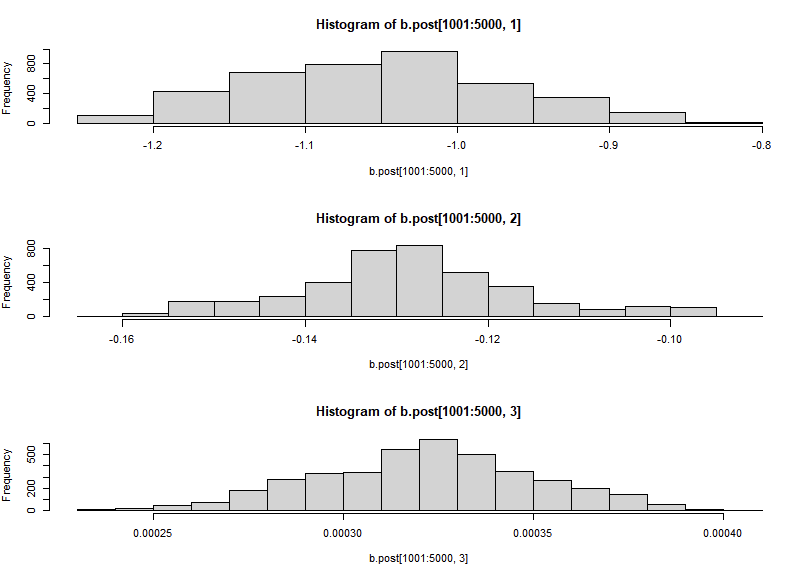 Histogram of b.post[1001:5000, 1]
Frequency
0 400 800
-1.2 -1.1 -1.0 -0.9 -0.8
b.post[1001:5000, 1]
Histogram of b.post[1001:5000, 2]
Frequency
0 400 800
-0.16 -0.14 -0.12 -0.10
b.post[1001:5000, 2]
Histogram of b.post[1001:5000, 3]
Frequency
0 200 500
0.00025 0.00030 0.00035 0.00040
b.post[1001:5000, 3]